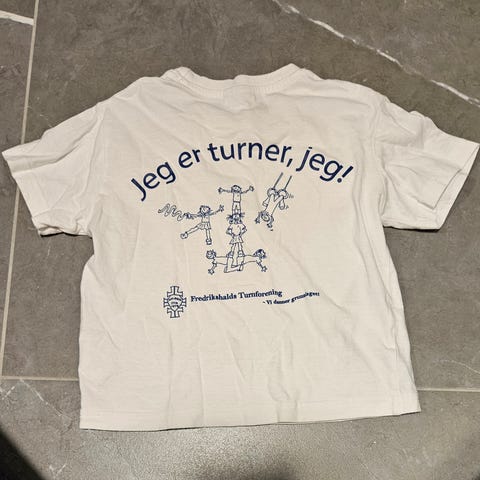 Jeg er turner, jeg!
Fredrikshalds Turnforening
- Vi danner grunnlaget!